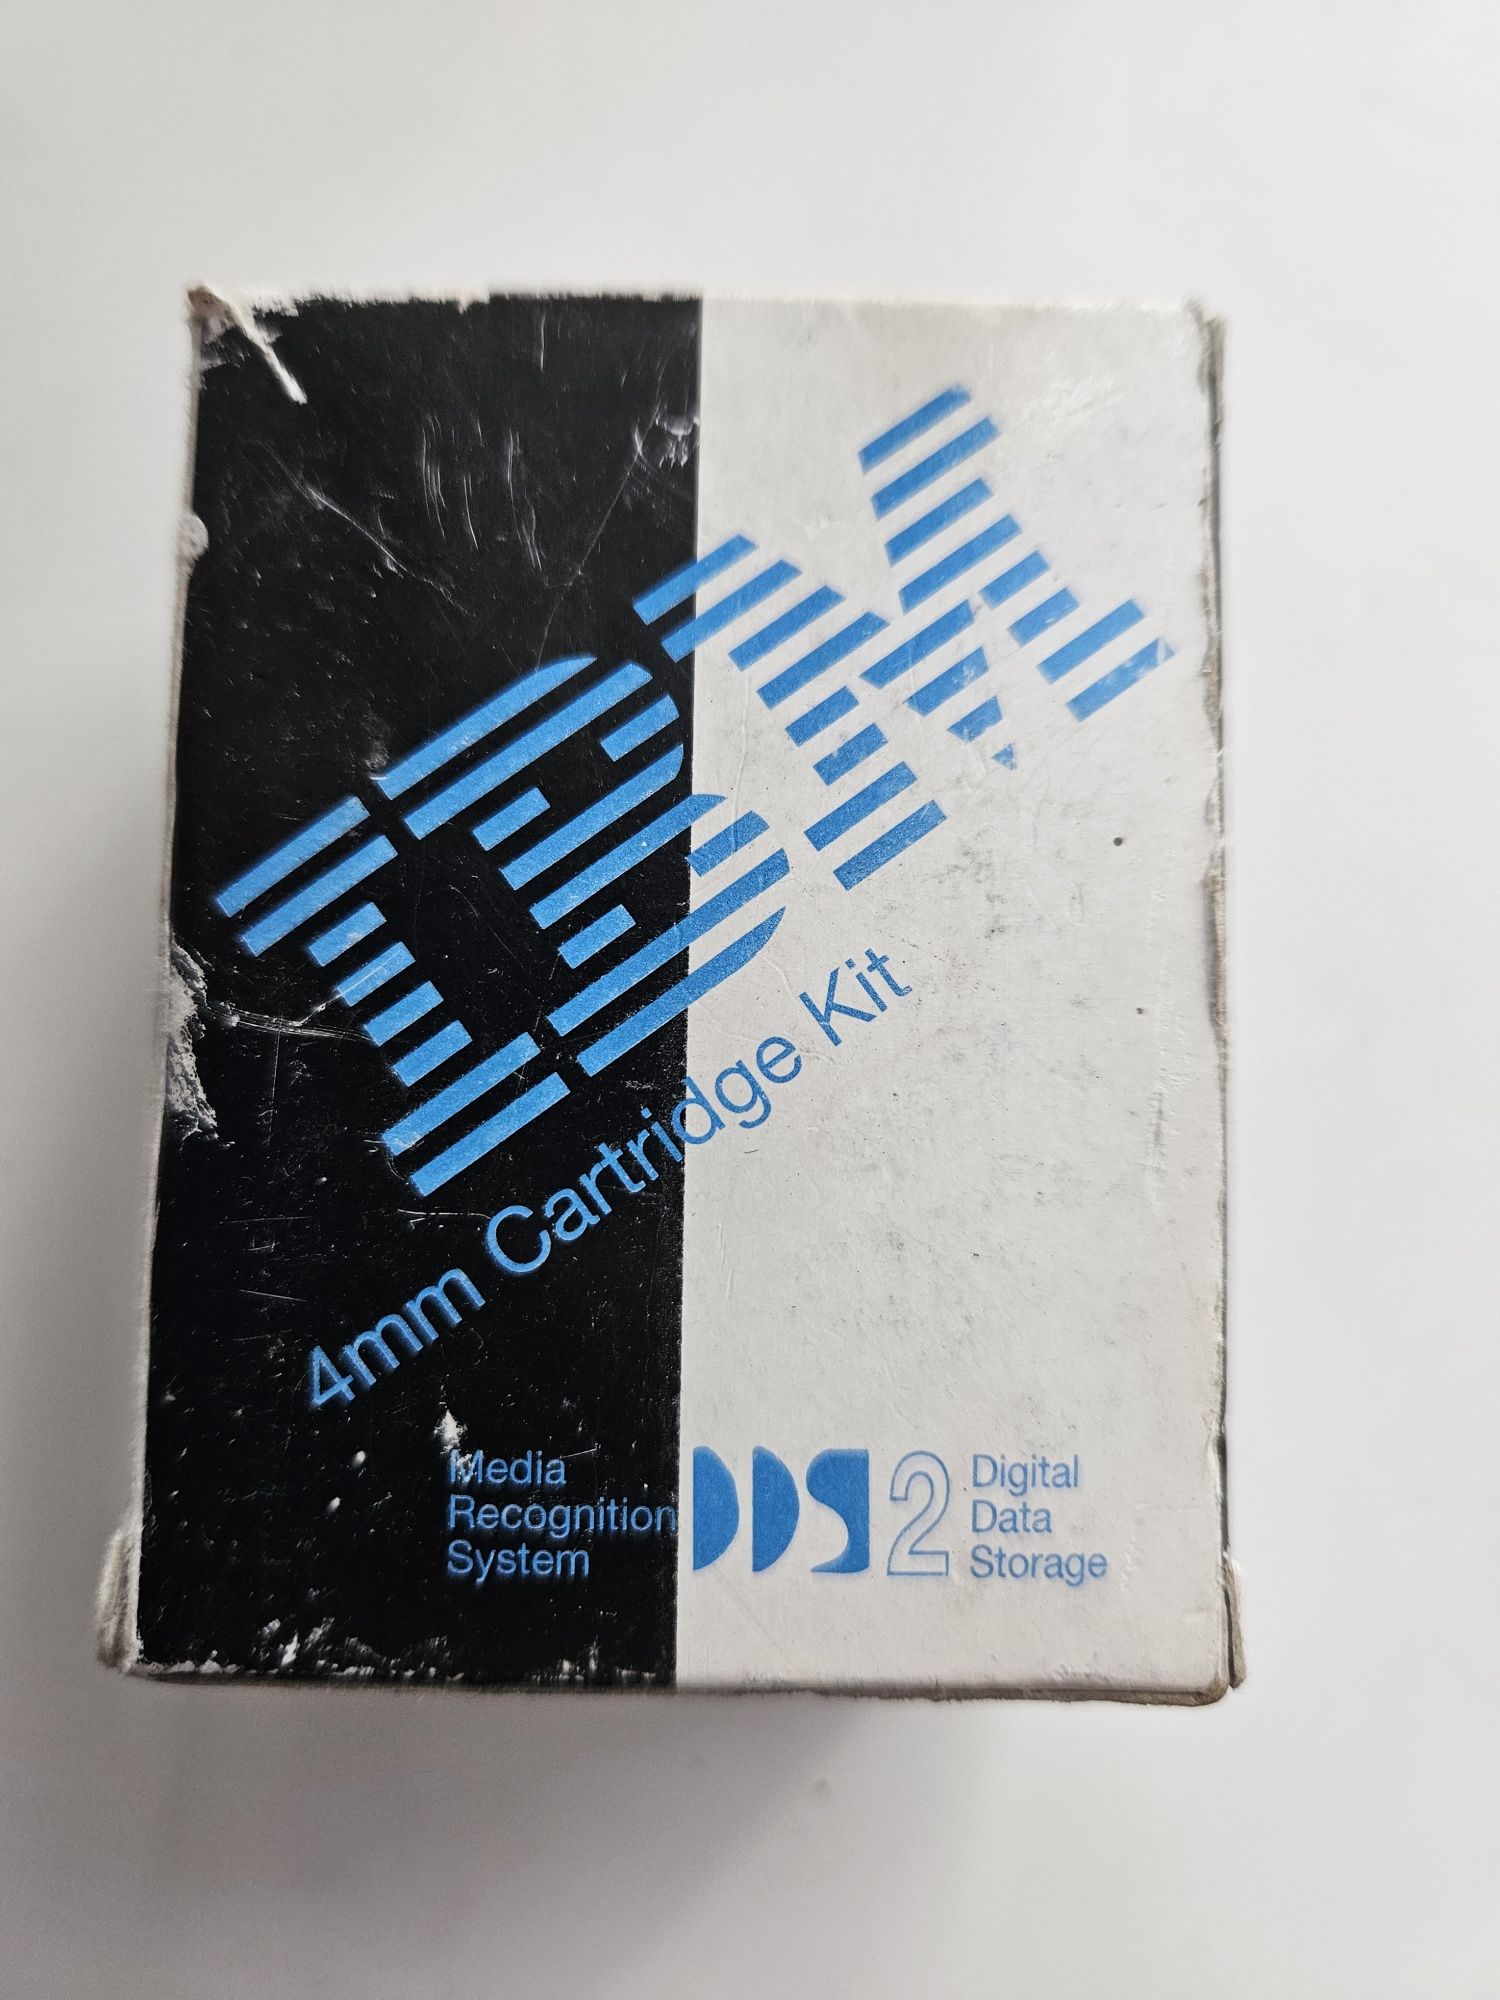 IBM
4mm Cartridge Kit
Media
Recognition
System
DDS 2
Digital
Data
Storage